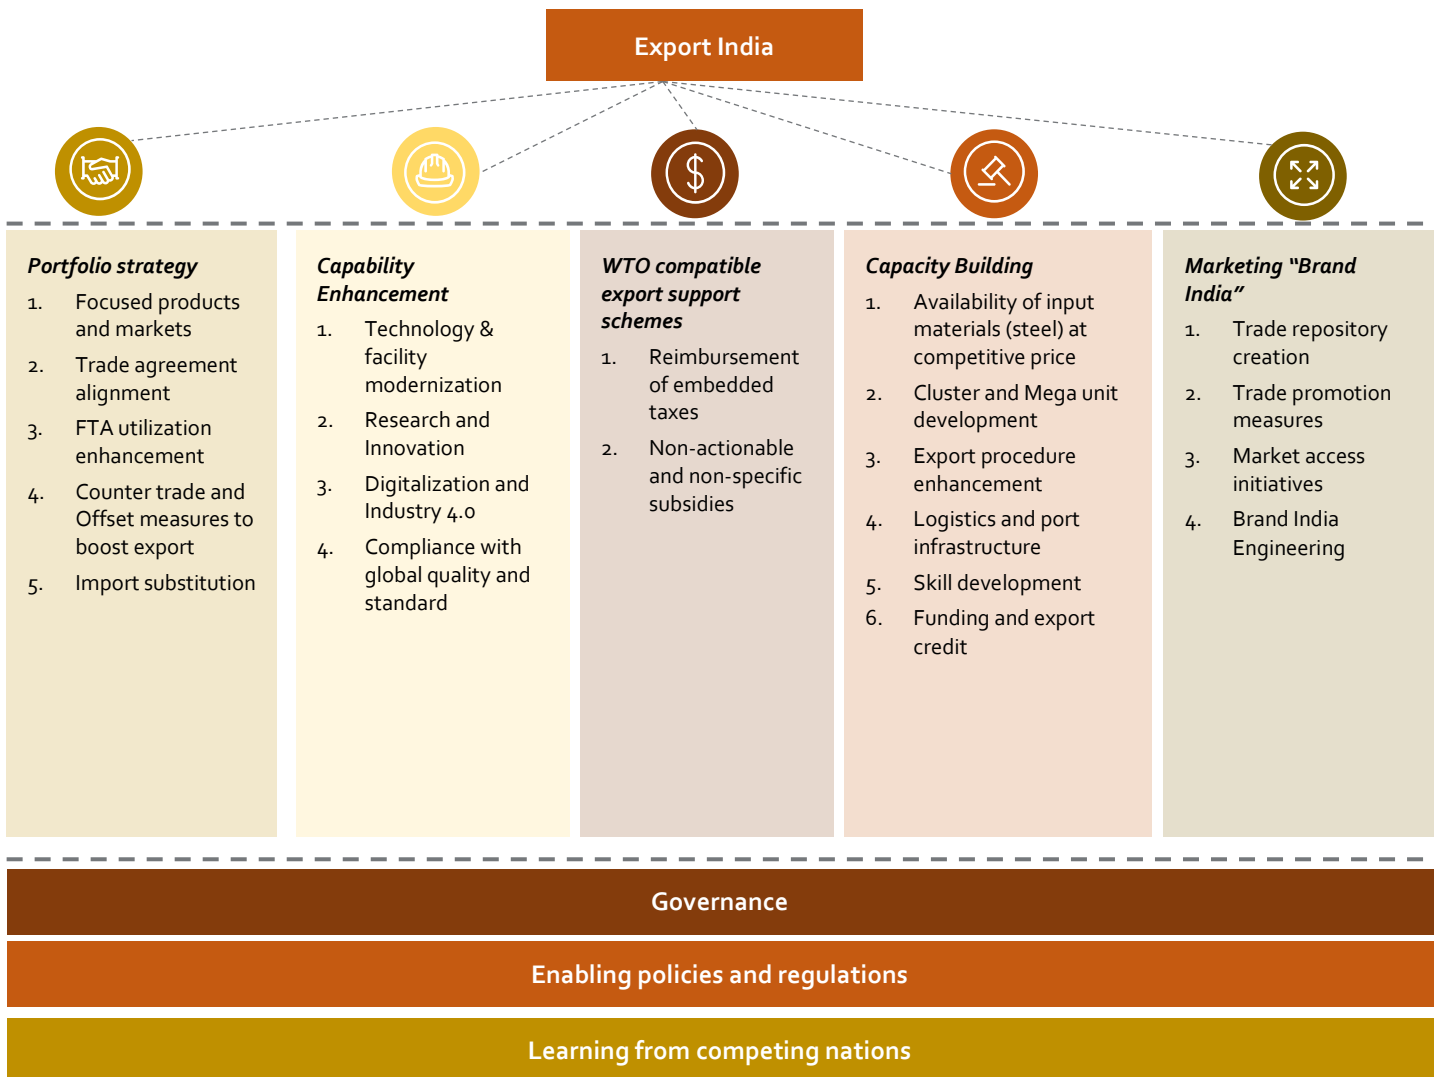 Export India
Portfolio strategy
1. Focused products
and markets
2. Trade agreement
alignment
3. FTA utilization
enhancement
4. Counter trade and
Offset measures to
boost export
5. Import substitution
Capability
Enhancement
1. Technology &
facility
modernization
2. Research and
Innovation
3. Digitalization and
Industry 4.0
4. Compliance with
global quality and
standard
WTO compatible
export support
schemes
1. Reimbursement
of embedded
taxes
2. Non-actionable
and non-specific
subsidies
Capacity Building
1. Availability of input
materials (steel) at
competitive price
2. Cluster and Mega unit
development
3. Export procedure
enhancement
4. Logistics and port
infrastructure
5. Skill development
6. Funding and export
credit
Marketing “Brand
India”
1. Trade repository
creation
2. Trade promotion
measures
3. Market access
initiatives
4. Brand India
Engineering
Governance
Enabling policies and regulations
Learning from competing nations